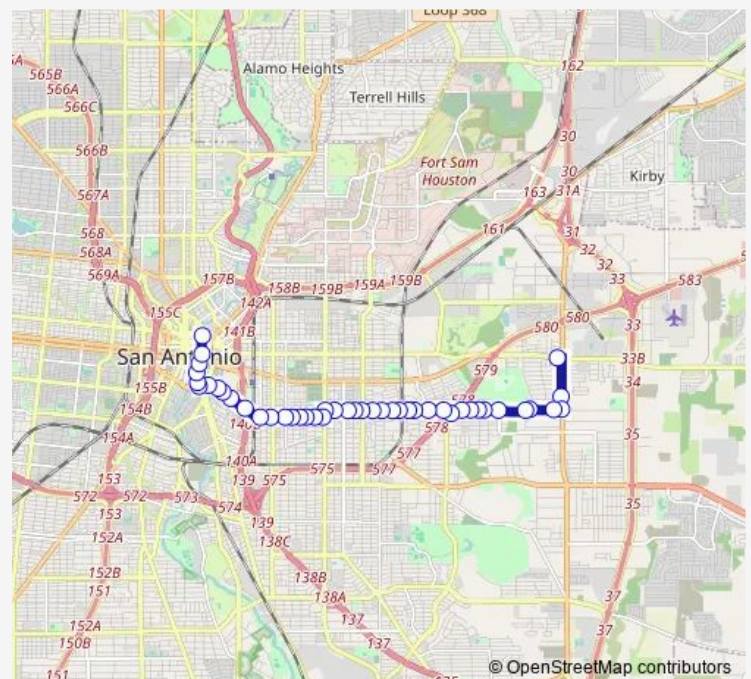 Loop 368
565B
566A
566C
Alamo Heights
162
Terrell Hills
30
566B
Fort Sam
Houston
30
31A
Kirby
163
567A
161
31
568
568A
32
569A
157B
158B
159B
159A
159B
32
33
583
142A
155C
141B
580
580
33
San Antonio
579
33B
155B
34
578
154B
578
35
154A
140A
577
575
575
577
153
139
572
572
573
574
35
153
139
152A
138C
152B
138B
151
138A
37
152A
137
37
150B
137
151
© OpenStreetMap contributors